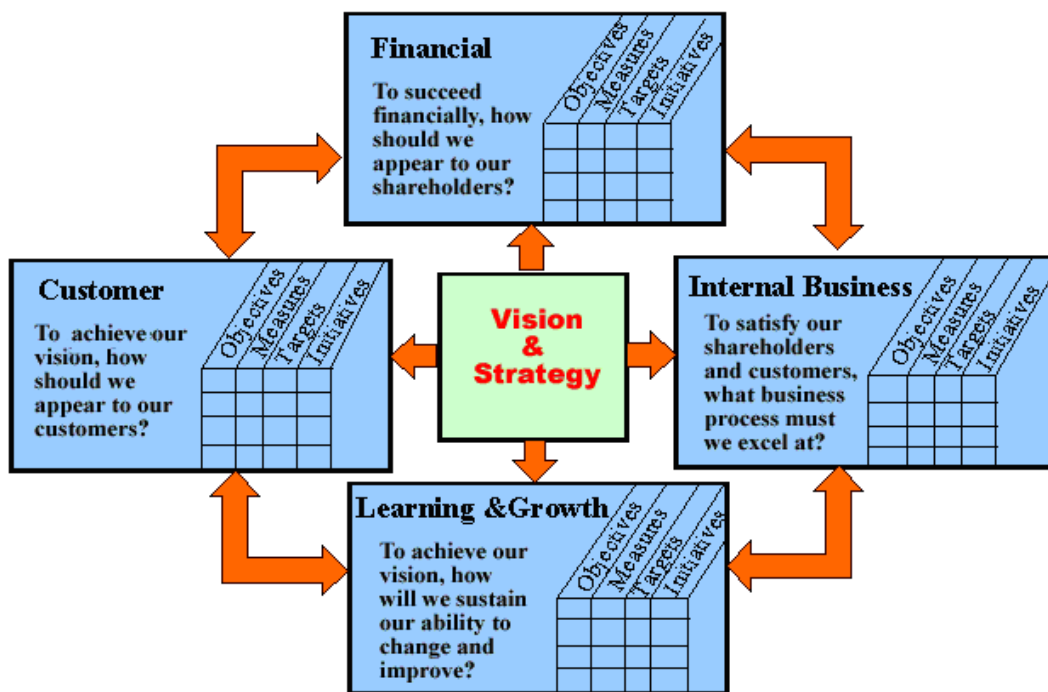 Financial
To succeed
financially, how
should we
appear to our
shareholders?
Objectives
Measures
Targets
Initiatives
Customer
To achieve our
vision, how
should we
appear to our
customers?
Objectives
Measures
Targets
Initiatives
Vision
&
Strategy
Internal Business
To satisfy our
shareholders
and customers,
what business
process must
we excel at?
Objectives
Measures
Targets
Initiatives
Learning &Growth
To achieve our
vision, how
will we sustain
our ability to
change and
improve?
Objectives
Measures
Targets
Initiatives